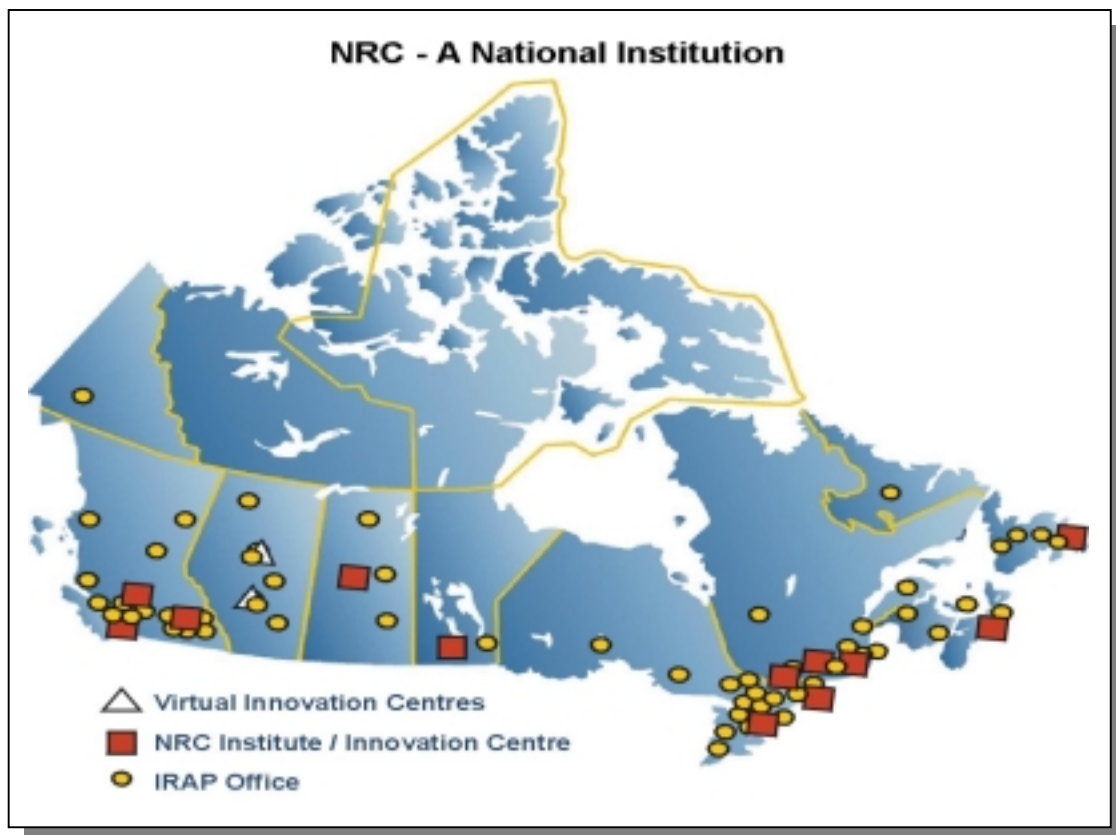 NRC - A National Institution
Virtual Innovation Centres
NRC Institute / Innovation Centre
IRAP Office